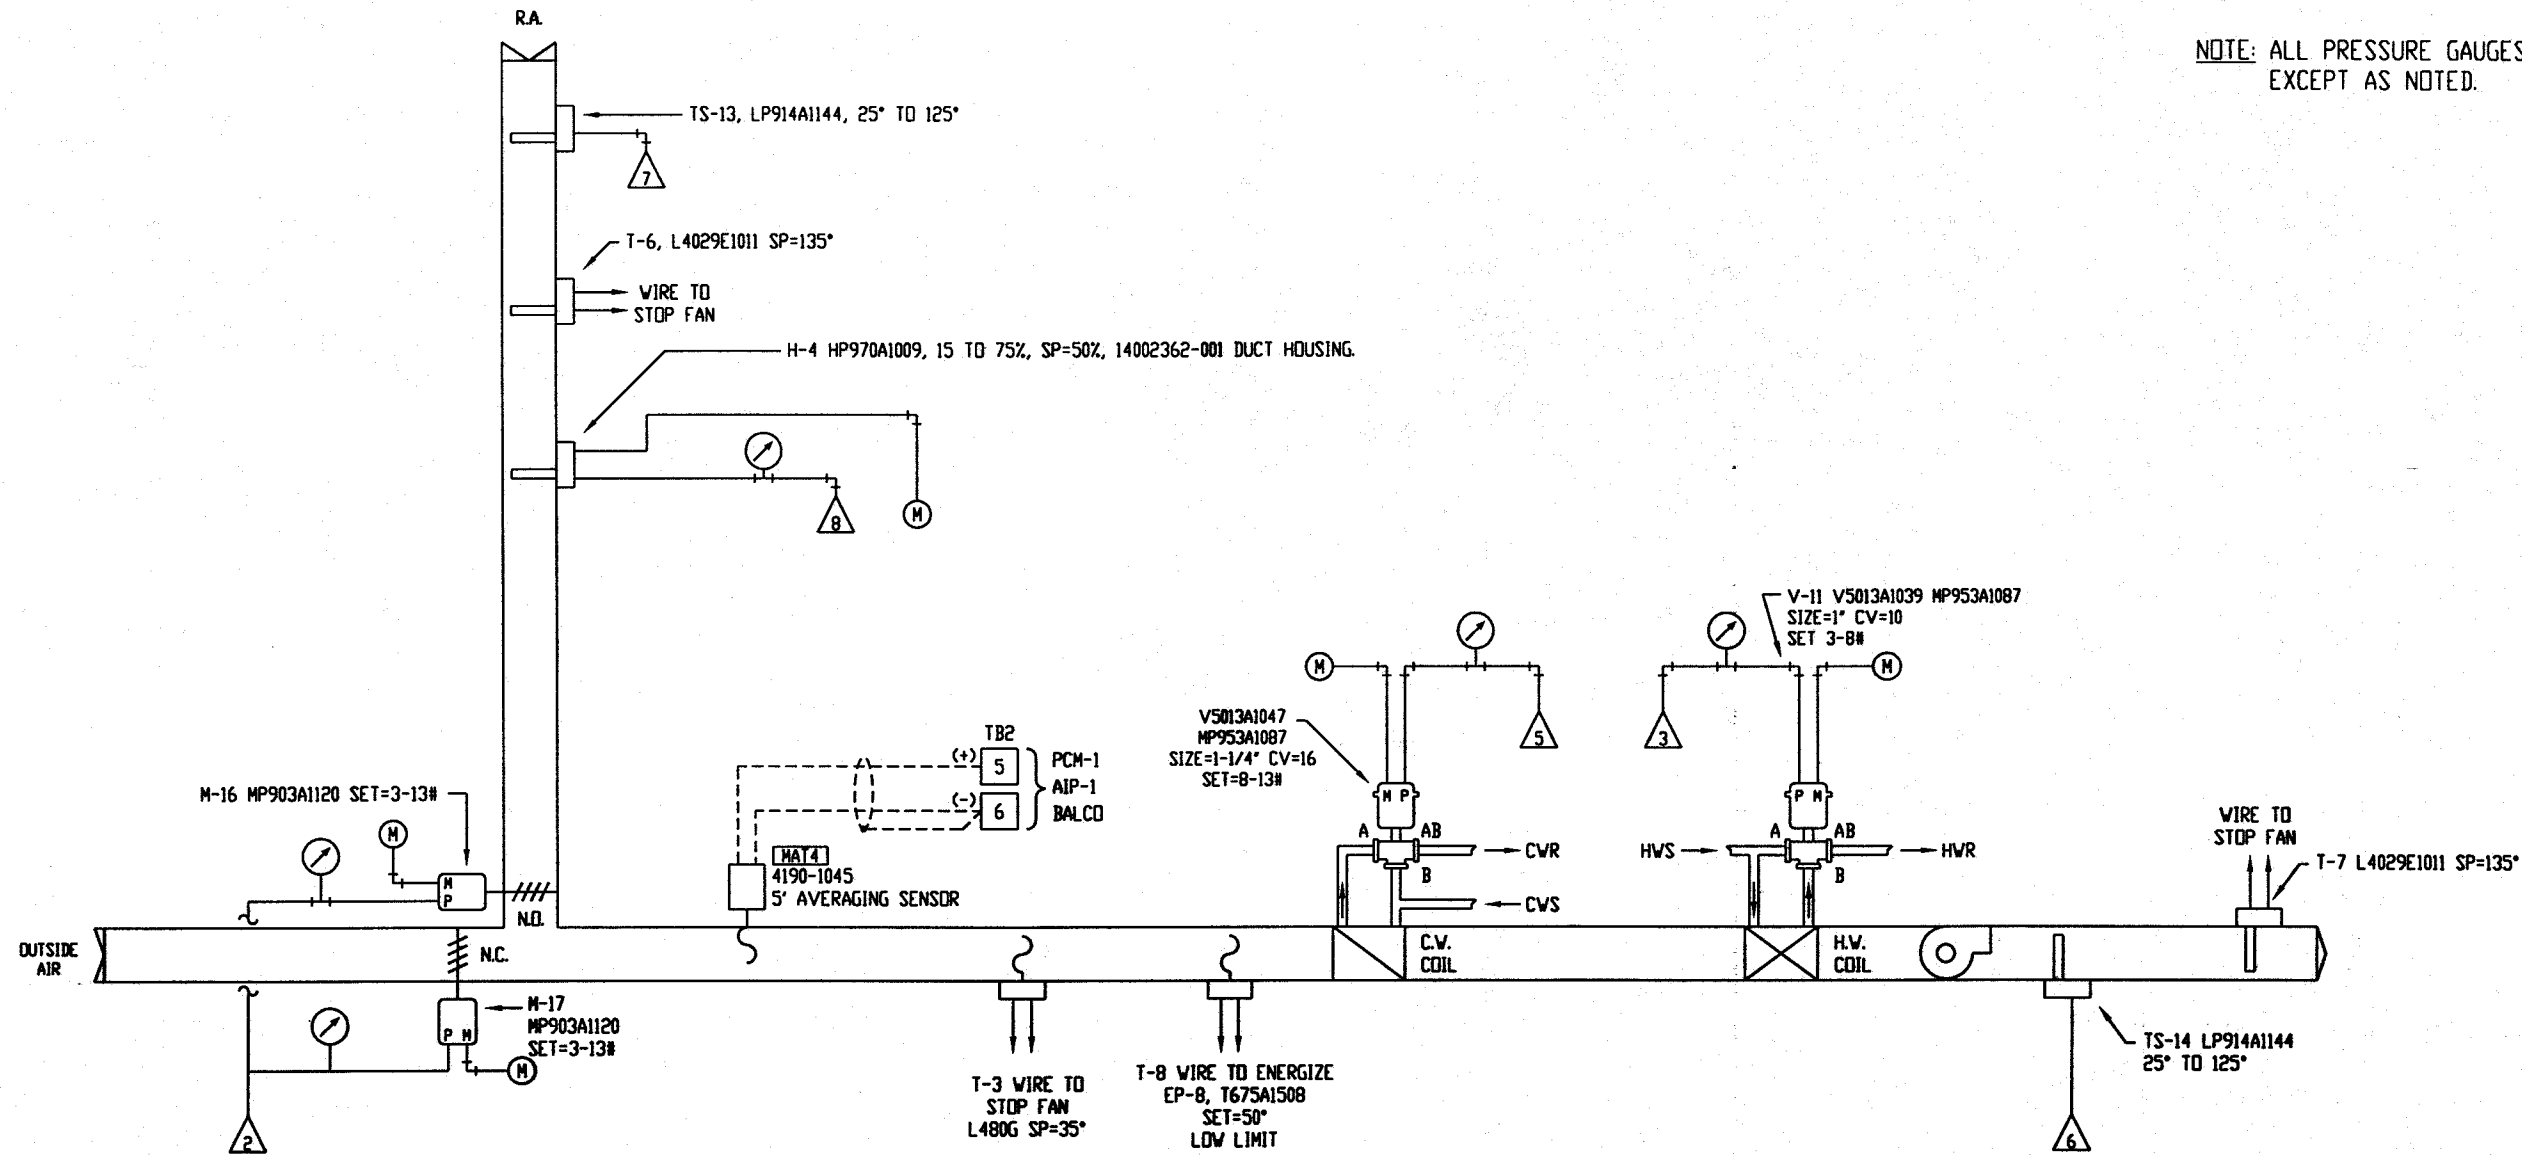 R.A.
NOTE: ALL PRESSURE GAUGES
EXCEPT AS NOTED.
TS-13, LP914A1144, 25° TO 125°
7
T-6, L4029E1011 SP=135°
WIRE TO
STOP FAN
H-4 HP970A1009, 15 TO 75%, SP=50%, 14002362-001 DUCT HOUSING.
8
M
V-11 V5013A1039 MP953A1087
SIZE=1" CV=10
SET 3-8#
M
M
V5013A1047
MP953A1087
SIZE=1-1/4" CV=16
SET=8-13#
5
3
TB2
(+)
5
PCM-1
AIP-1
(-)
6
BALCO
M-16 MP903A1120 SET=3-13#
M
M P
P M
M
P
N.O.
MAT4
4190-1045
5' AVERAGING SENSOR
A
AB
CWR
B
CWS
HWS
A
AB
HWR
B
WIRE TO
STOP FAN
T-7 L4029E1011 SP=135°
OUTSIDE
AIR
N.C.
C.W.
COIL
H.W.
COIL
M-17
MP903A1120
SET=3-13#
P M
M
2
T-3 WIRE TO
STOP FAN
L480G SP=35°
T-8 WIRE TO ENERGIZE
EP-8, T675A1508
SET=50°
LOW LIMIT
TS-14 LP914A1144
25° TO 125°
6